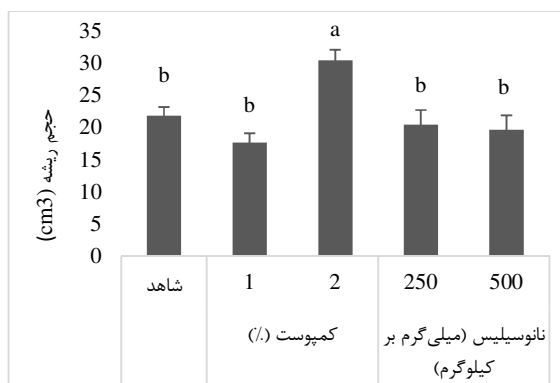 حجم ریشه (cm3)
35
30
25
20
15
10
5
0
b
b
a
b
b
شاهد
1
2
250
500
کمپوست (٪)
نانوسیلیس (میلی‌گرم بر
کیلوگرم)